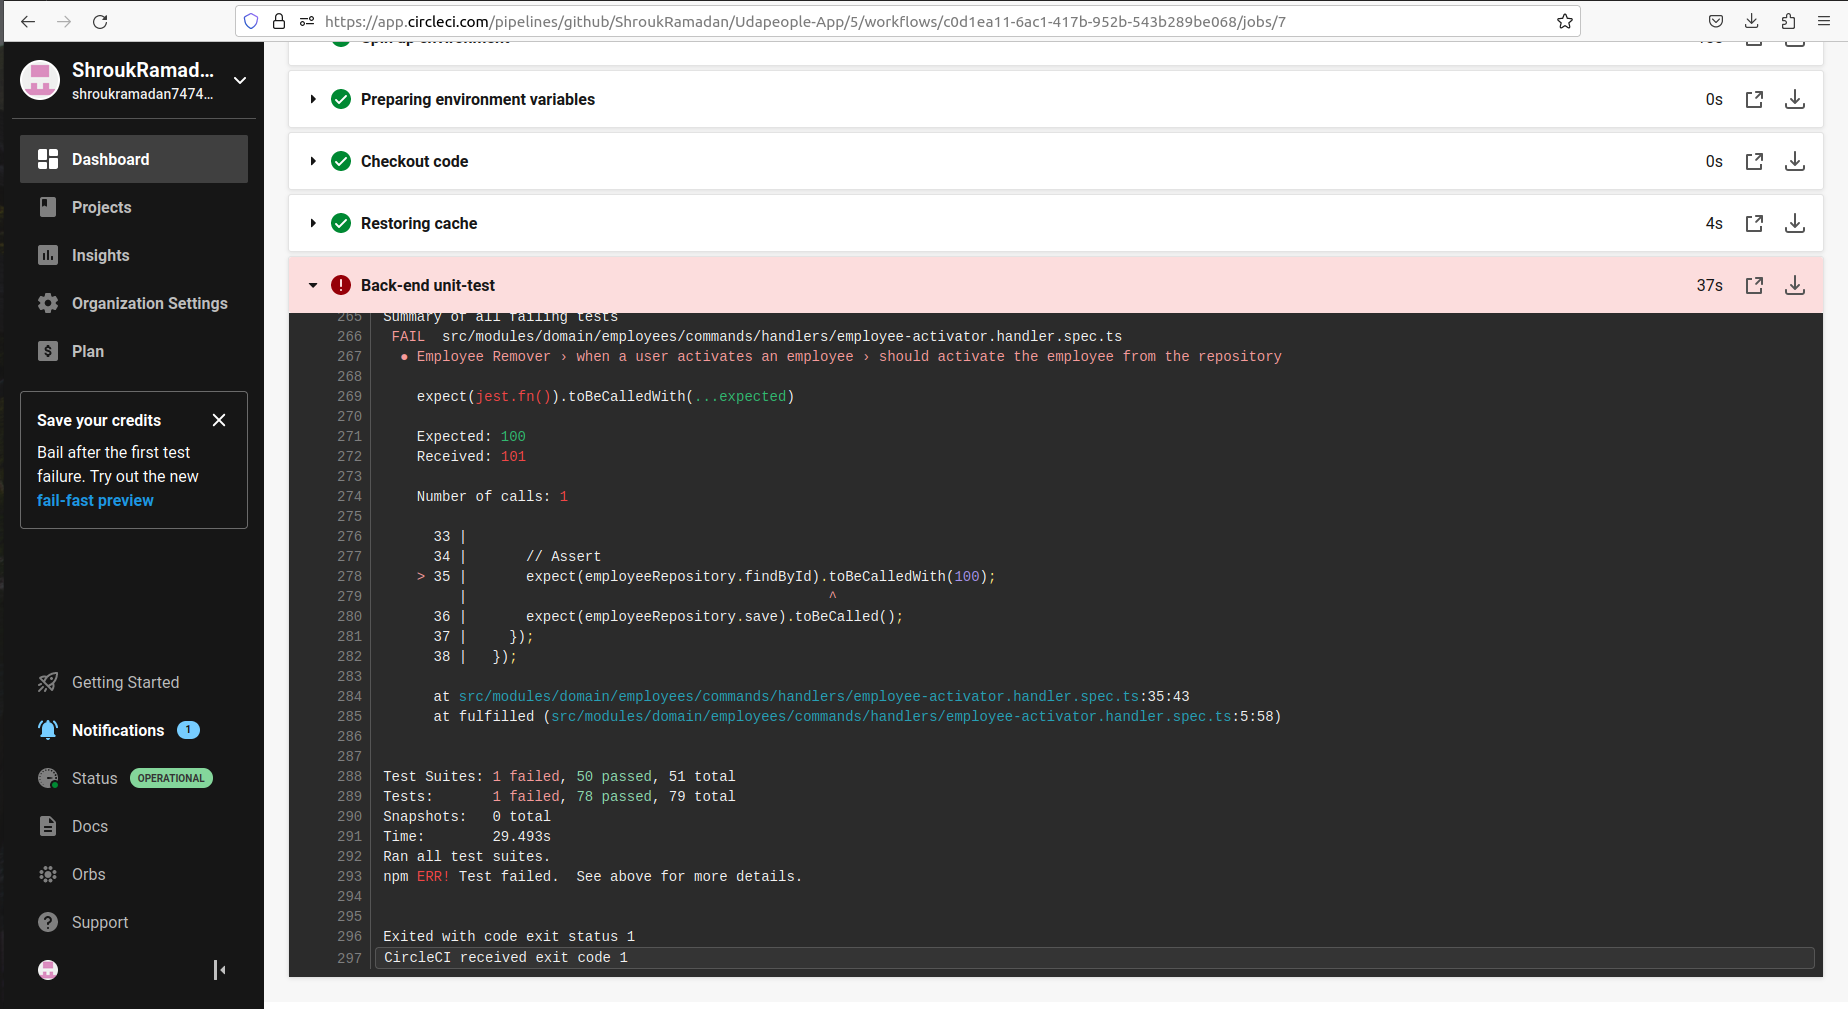 https://app.circleci.com/pipelines/github/ShroukRamadan/Udapeople-App/5/workflows/c0d1ea11-6ac1-417b-952b-543b289be068/jobs/7
ShroukRamad...
shroukramadan7474...
Dashboard
Projects
Insights
Organization Settings
Plan
Save your credits
Bail after the first test
failure. Try out the new
fail-fast preview
Getting Started
Notifications 1
Status OPERATIONAL
Docs
Orbs
Support
Preparing environment variables 0s
Checkout code 0s
Restoring cache 4s
Back-end unit-test 37s
265 Summary of all failing tests
266 FAIL src/modules/domain/employees/commands/handlers/employee-activator.handler.spec.ts
267 ● Employee Remover › when a user activates an employee › should activate the employee from the repository
268
269 expect(jest.fn()).toBeCalledWith(...expected)
270
271 Expected: 100
272 Received: 101
273
274 Number of calls: 1
275
276 33 |
277 34 | // Assert
278 > 35 | expect(employeeRepository.findById).toBeCalledWith(100);
279 | ^
280 36 | expect(employeeRepository.save).toBeCalled();
281 37 | });
282 38 | });
283
284 at src/modules/domain/employees/commands/handlers/employee-activator.handler.spec.ts:35:43
285 at fulfilled (src/modules/domain/employees/commands/handlers/employee-activator.handler.spec.ts:5:58)
286
287
288 Test Suites: 1 failed, 50 passed, 51 total
289 Tests: 1 failed, 78 passed, 79 total
290 Snapshots: 0 total
291 Time: 29.493s
292 Ran all test suites.
293 npm ERR! Test failed. See above for more details.
294
295
296 Exited with code exit status 1
297 CircleCI received exit code 1